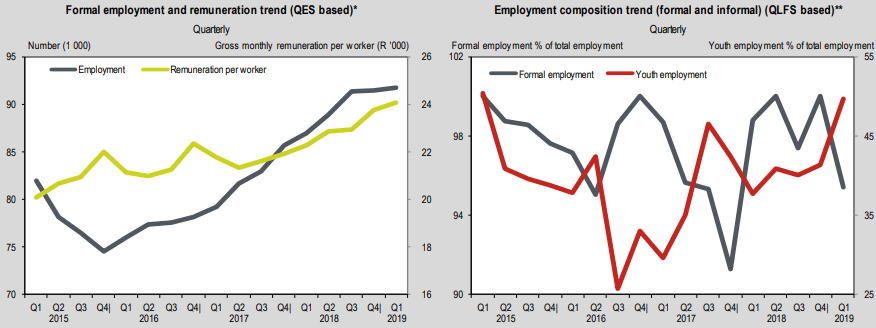 Formal employment and remuneration trend (QES based)*
Quarterly
Number (1 000) Gross monthly remuneration per worker (R '000)
95 26
Employment Remuneration per worker
90 24
85 22
80 20
75 18
70 16
Q1 Q2 Q3 Q4| Q1 Q2 Q3 Q4| Q1 Q2 Q3 Q4| Q1 Q2 Q3 Q4| Q1
2015 2016 2017 2018 2019
Employment composition trend (formal and informal) (QLFS based)**
Quarterly
Formal employment % of total employment Youth employment % of total employment
102 55
Formal employment Youth employment
98 45
94 35
90 25
Q1 Q2 Q3 Q4| Q1 Q2 Q3 Q4| Q1 Q2 Q3 Q4| Q1 Q2 Q3 Q4| Q1
2015 2016 2017 2018 2019